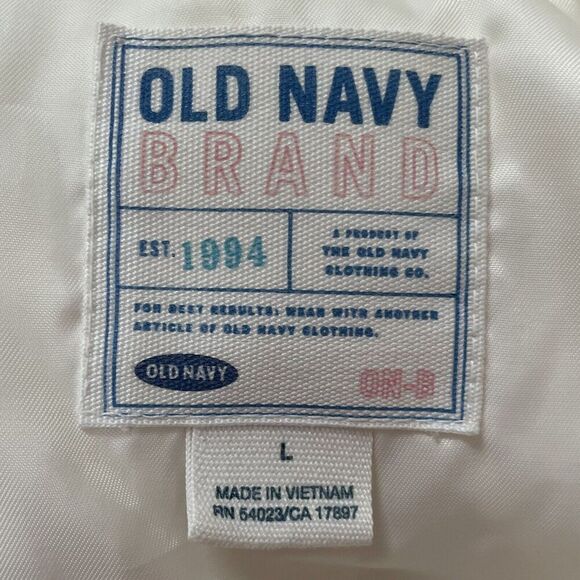 OLD NAVY
BRAND
EST. 1994
A PRODUCT OF
THE OLD NAVY
CLOTHING CO.
FOR BEST RESULTS: WEAR WITH ANOTHER
ARTICLE OF OLD NAVY CLOTHING.
OLD NAVY
ON-B
L
MADE IN VIETNAM
RN 54023/CA 17897